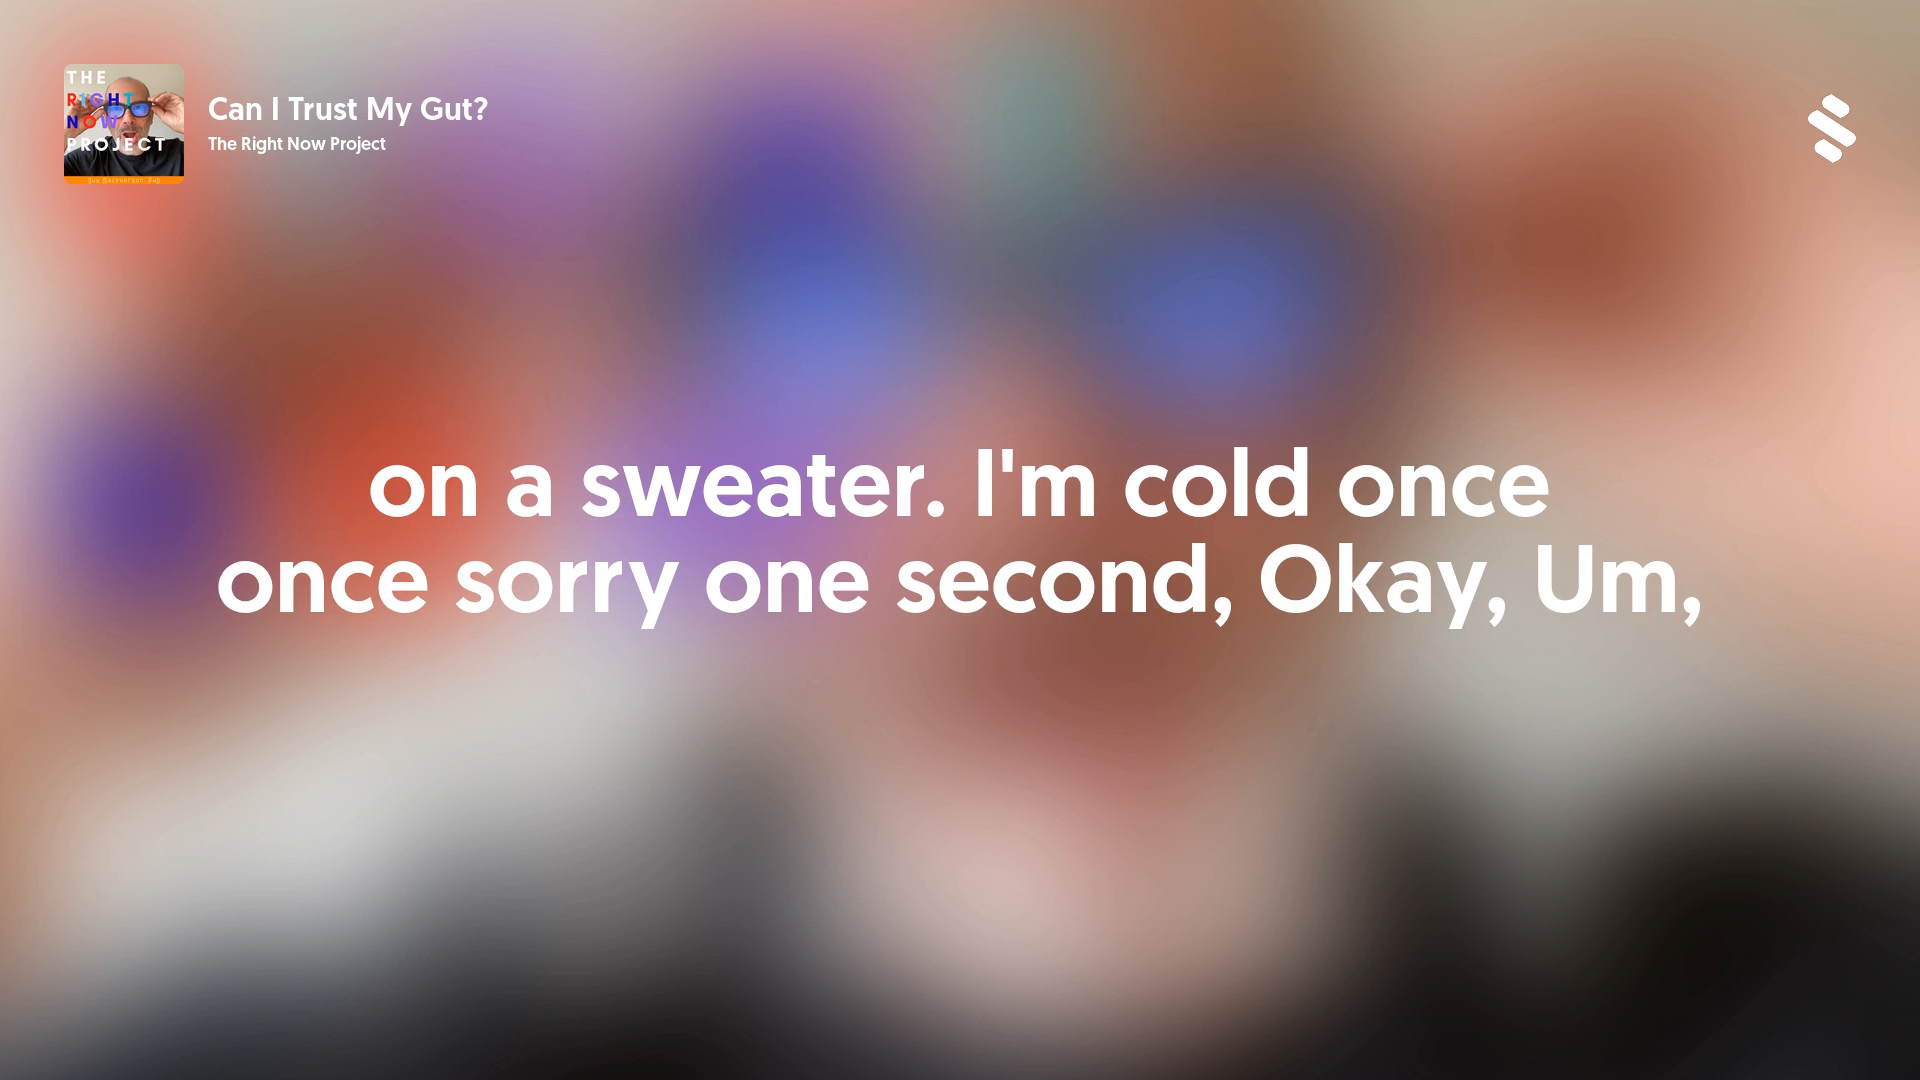 THE
RIGHT
NOW
PROJECT
Can I Trust My Gut?
The Right Now Project
on a sweater. I'm cold once
once sorry one second, Okay, Um,